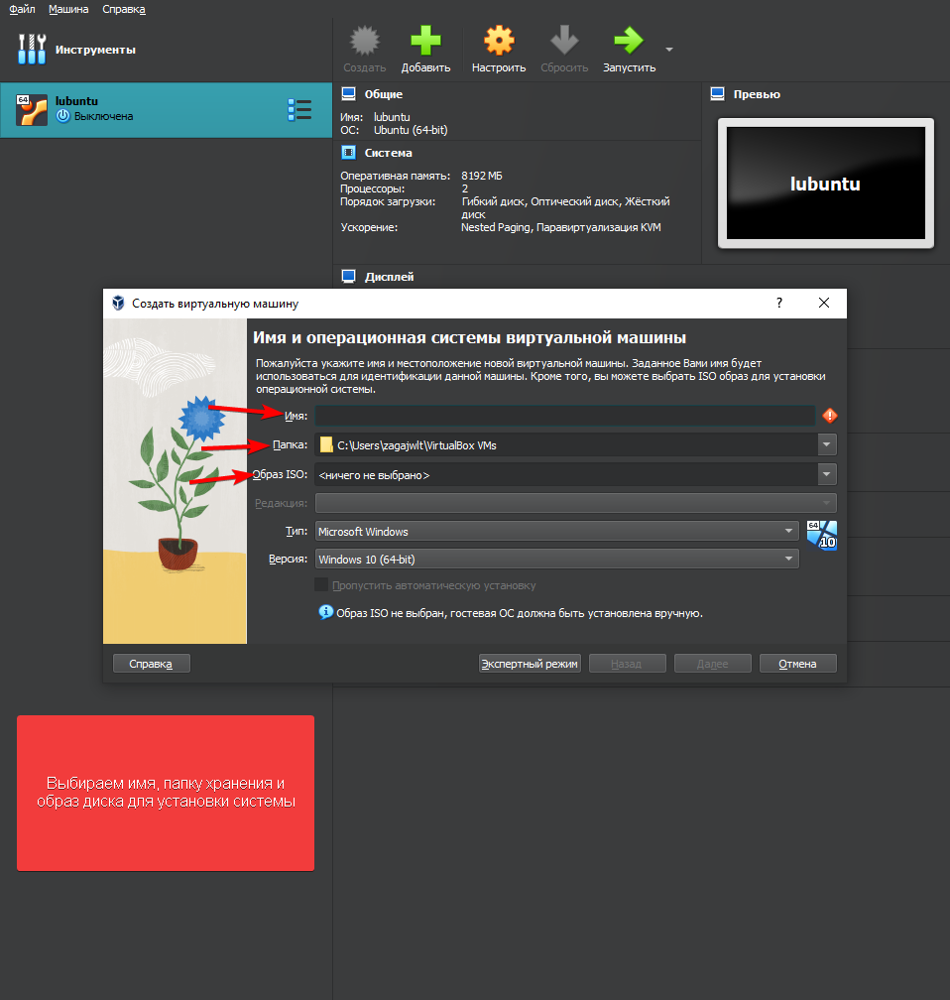 Файл Машина Справка
Инструменты
Создать Добавить Настроить Сбросить Запустить
64
lubuntu
Выключена
Общие
Имя: lubuntu
ОС: Ubuntu (64-bit)
Система
Оперативная память: 8192 МБ
Процессоры: 2
Порядок загрузки: Гибкий диск, Оптический диск, Жёсткий
диск
Ускорение: Nested Paging, Паравиртуализация KVM
Превью
lubuntu
Дисплей
Создать виртуальную машину ?
Имя и операционная системы виртуальной машины
Пожалуйста укажите имя и местоположение новой виртуальной машины. Заданное Вами имя будет
использоваться для идентификации данной машины. Кроме того, вы можете выбрать ISO образ для установки
операционной системы.
Имя:
Папка: C:\Users\zagajwlt\VirtualBox VMs
Образ ISO: <ничего не выбрано>
Редакция:
Тип: Microsoft Windows
64
10
Версия: Windows 10 (64-bit)
Пропустить автоматическую установку
Образ ISO не выбран, гостевая ОС должна быть установлена вручную.
Справка Экспертный режим Назад Далее Отмена
Выбираем имя, папку хранения и
образ диска для установки системы